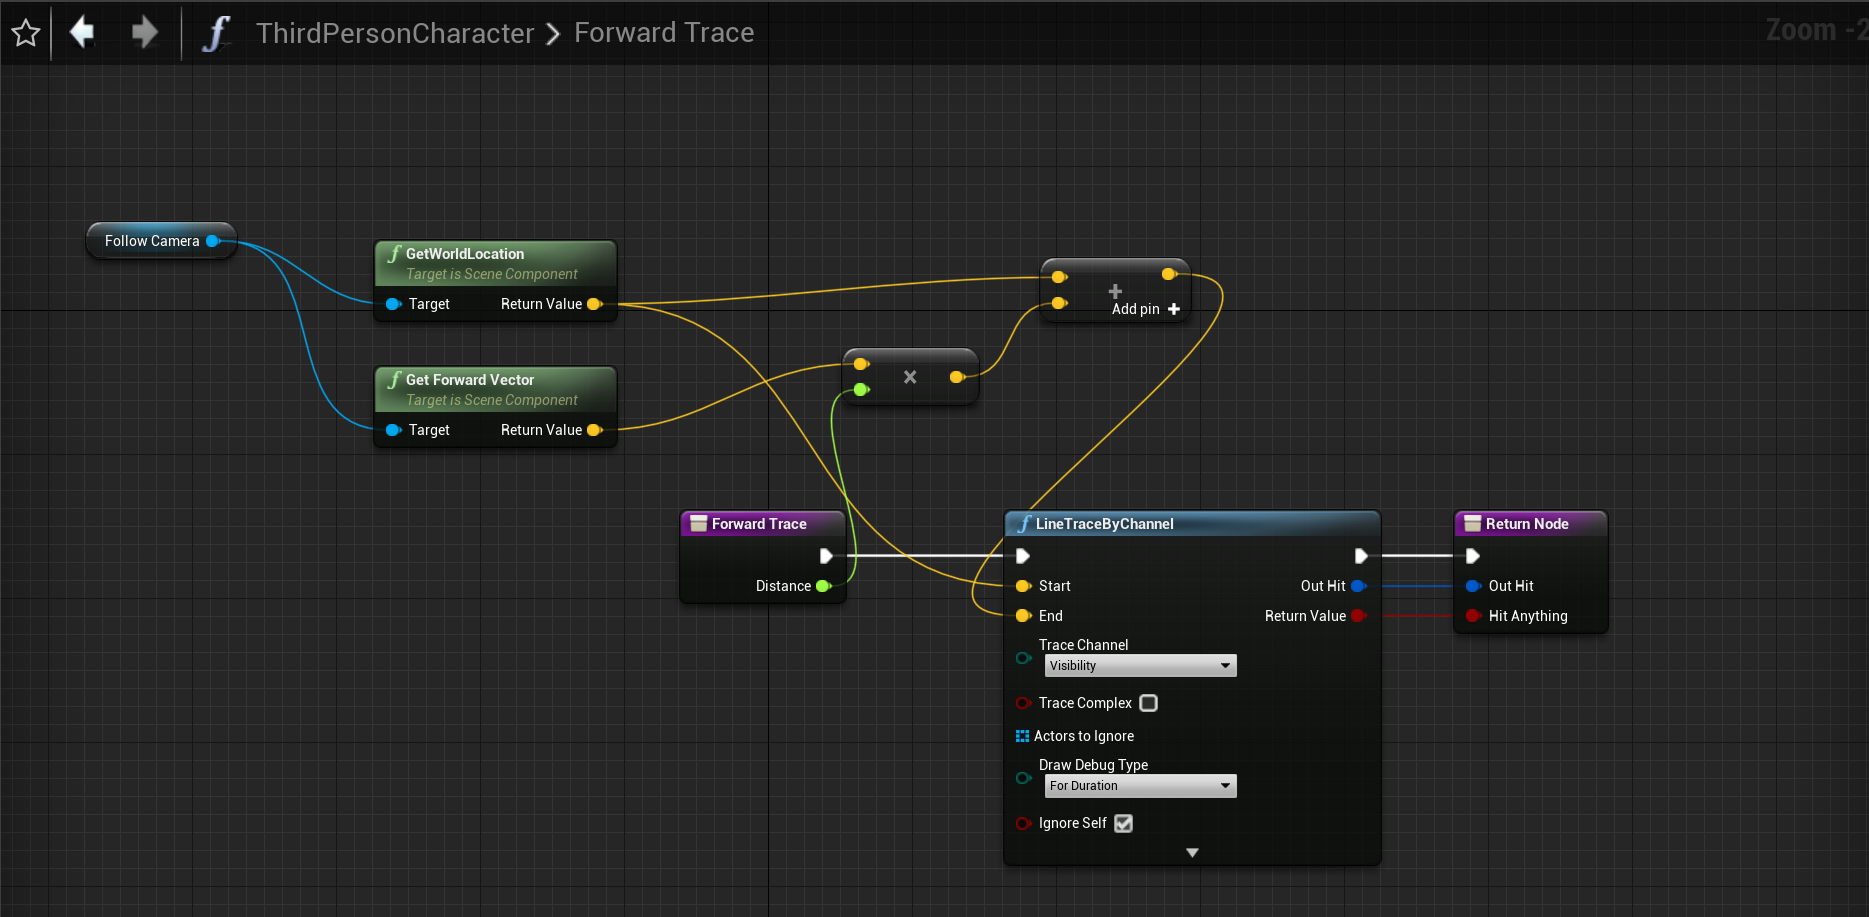 ThirdPersonCharacter > Forward Trace
Zoom -2
Follow Camera
GetWorldLocation
Target is Scene Component
Target Return Value
Add pin
Get Forward Vector
Target is Scene Component
Target Return Value
Forward Trace
Distance
LineTraceByChannel
Start Out Hit
End Return Value
Trace Channel
Visibility
Trace Complex
Actors to Ignore
Draw Debug Type
For Duration
Ignore Self
Return Node
Out Hit
Hit Anything